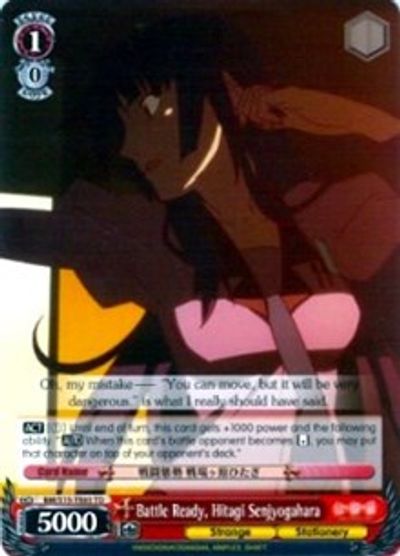 1
0
Oh, my mistake— "You can move, but it will be very
dangerous." is what I really should have said.
ACT [(1)] Until end of turn, this card gets +1000 power and the following
ability. "AUTO When this card's battle opponent becomes [ ], you may put
that character on top of your opponent's deck."
Card Name 戦闘態勢 戦場ヶ原ひたぎ
5000 Battle Ready, Hitagi Senjyogahara
Strange Stationery